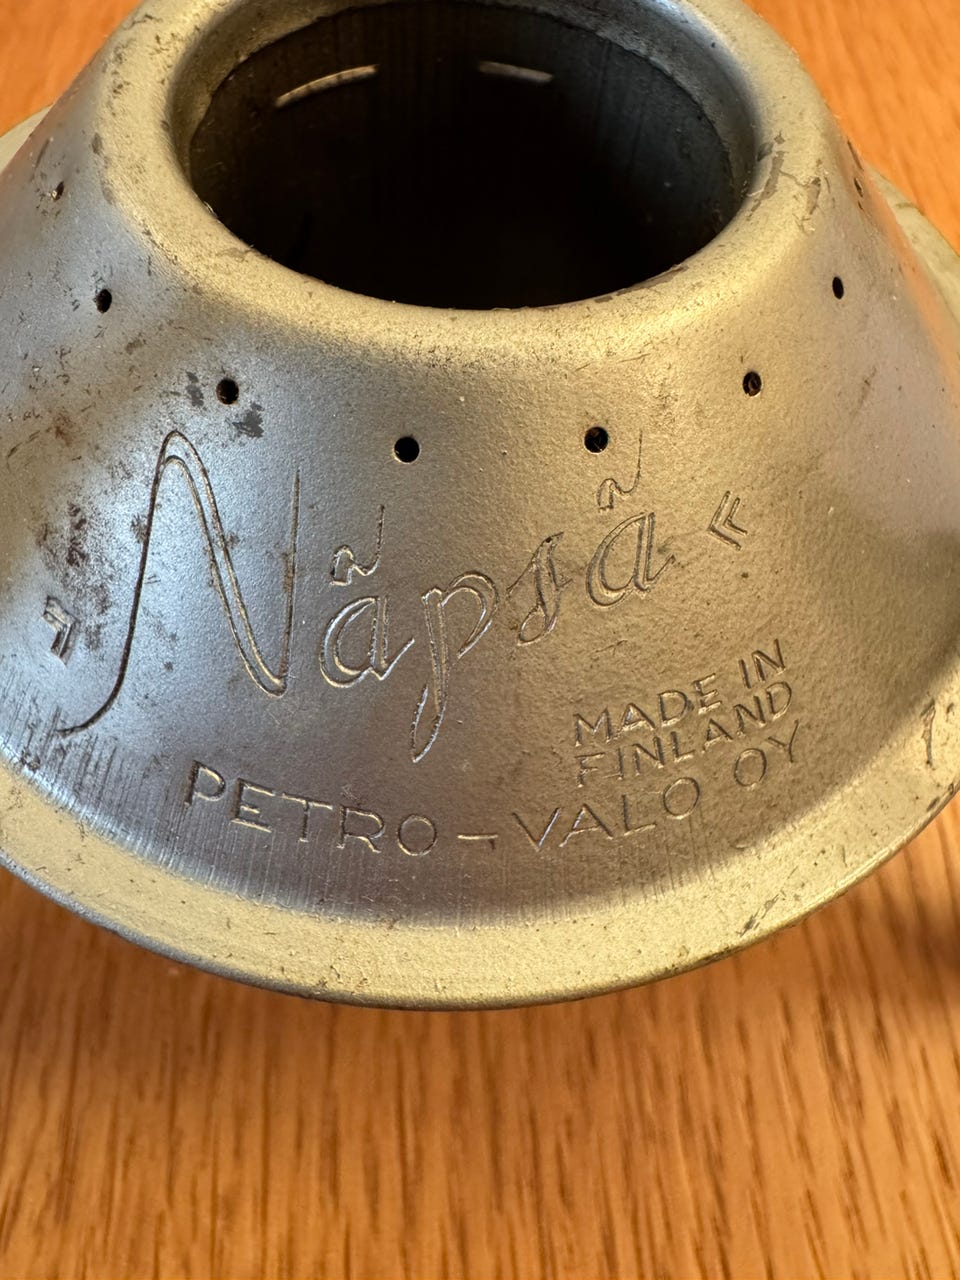 »Näpsä«
MADE IN
FINLAND
PETRO–VALO OY